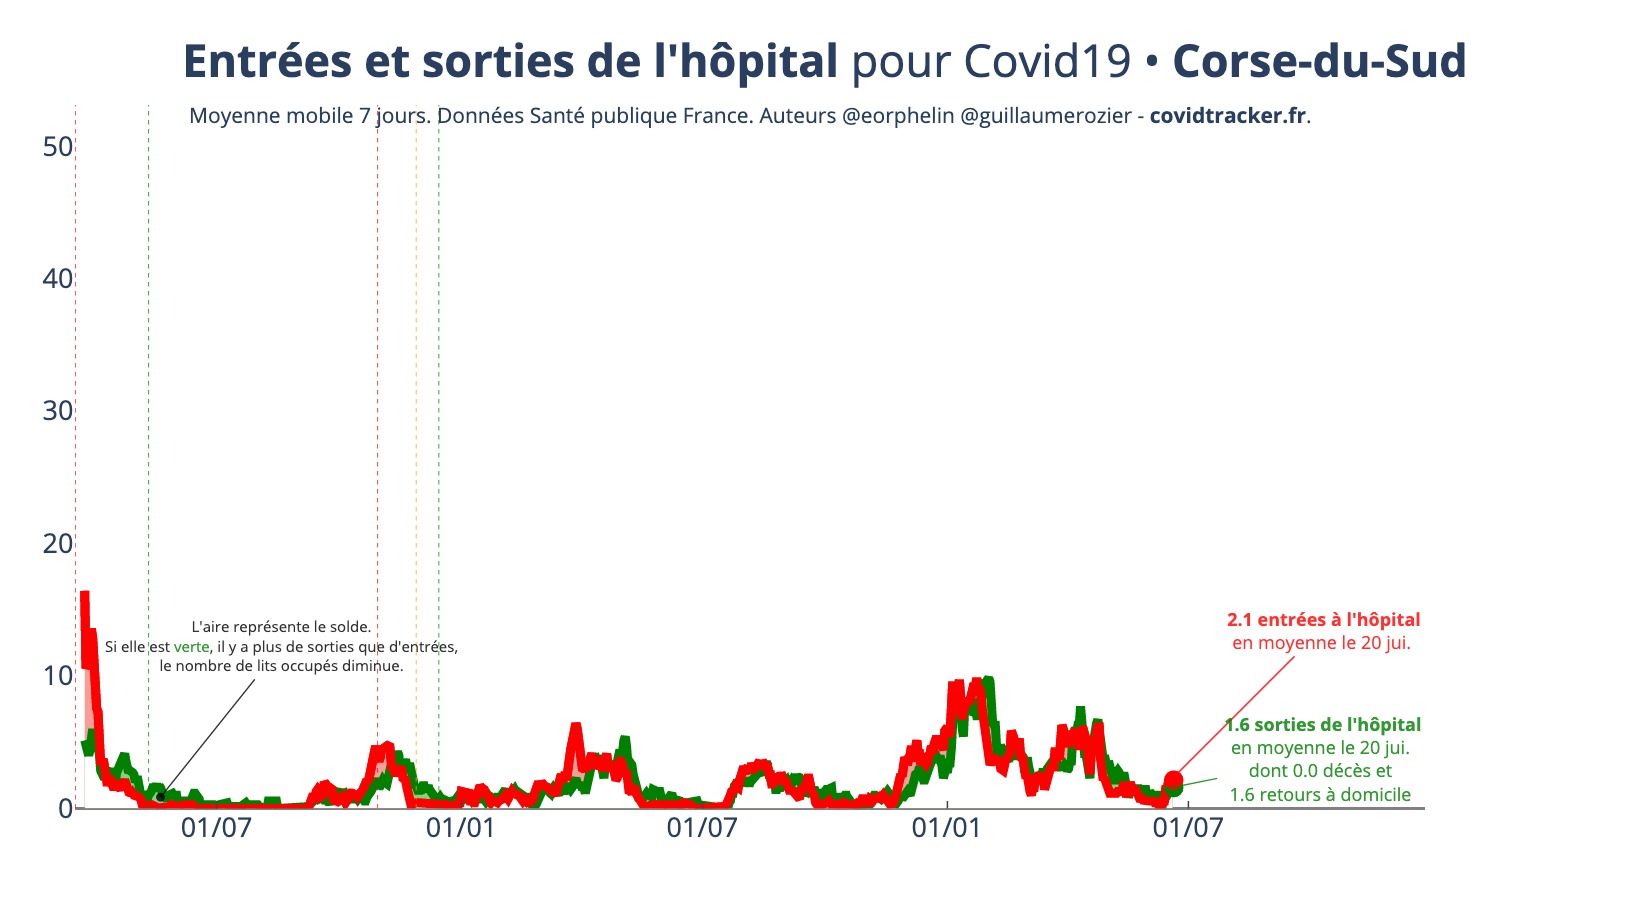 Entrées et sorties de l'hôpital pour Covid19 • Corse-du-Sud
Moyenne mobile 7 jours. Données Santé publique France. Auteurs @eorphelin @guillaumerozier - covidtracker.fr.
50
40
30
20
10
0
L'aire représente le solde.
Si elle est verte, il y a plus de sorties que d'entrées,
le nombre de lits occupés diminue.
2.1 entrées à l'hôpital
en moyenne le 20 jui.
1.6 sorties de l'hôpital
en moyenne le 20 jui.
dont 0.0 décès et
1.6 retours à domicile
01/07
01/01
01/07
01/01
01/07